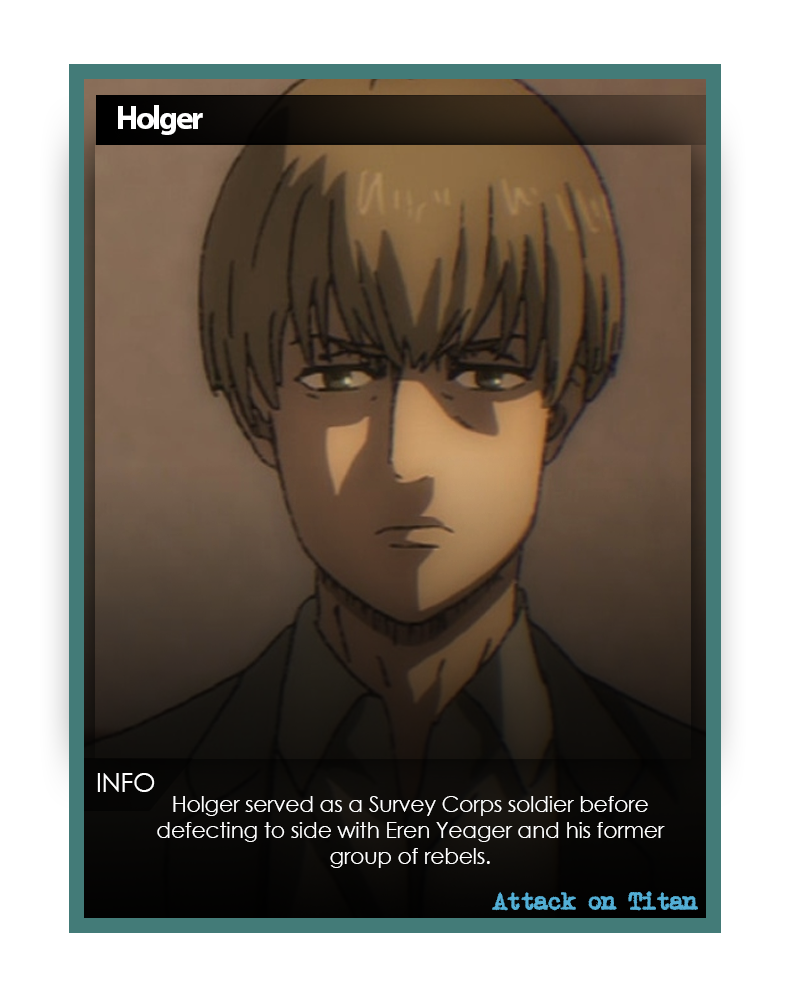 Holger
INFO
Holger served as a Survey Corps soldier before
defecting to side with Eren Yeager and his former
group of rebels.
Attack on Titan